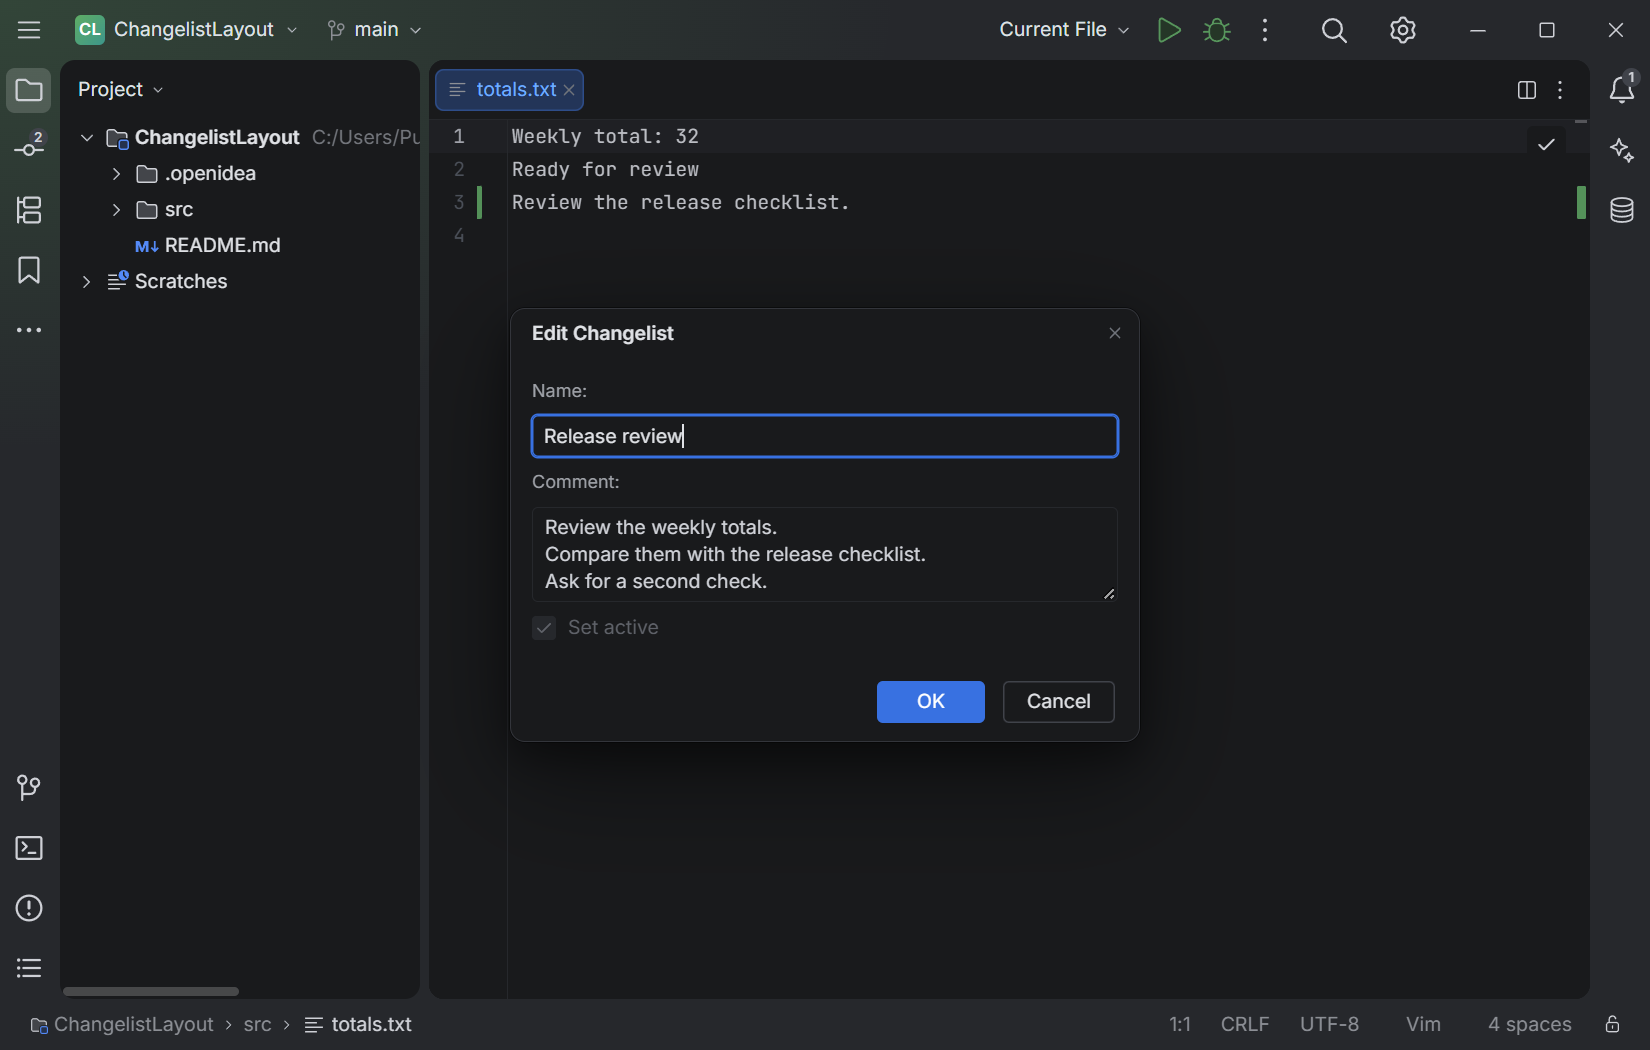 CL ChangelistLayout main Current File
Project
totals.txt
1
2
ChangelistLayout C:/Users/Pu
.openidea
src
M↓ README.md
Scratches
1 Weekly total: 32
2 Ready for review
3 Review the release checklist.
4
Edit Changelist
Name:
Release review
Comment:
Review the weekly totals.
Compare them with the release checklist.
Ask for a second check.
Set active
OK Cancel
ChangelistLayout › src › totals.txt 1:1 CRLF UTF-8 Vim 4 spaces